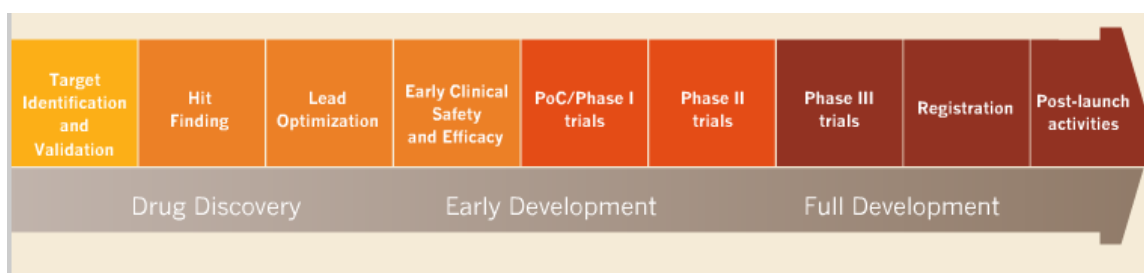 Target
Identification
and
Validation
Hit
Finding
Lead
Optimization
Early Clinical
Safety
and Efficacy
PoC/Phase I
trials
Phase II
trials
Phase III
trials
Registration
Post-launch
activities
Drug Discovery
Early Development
Full Development